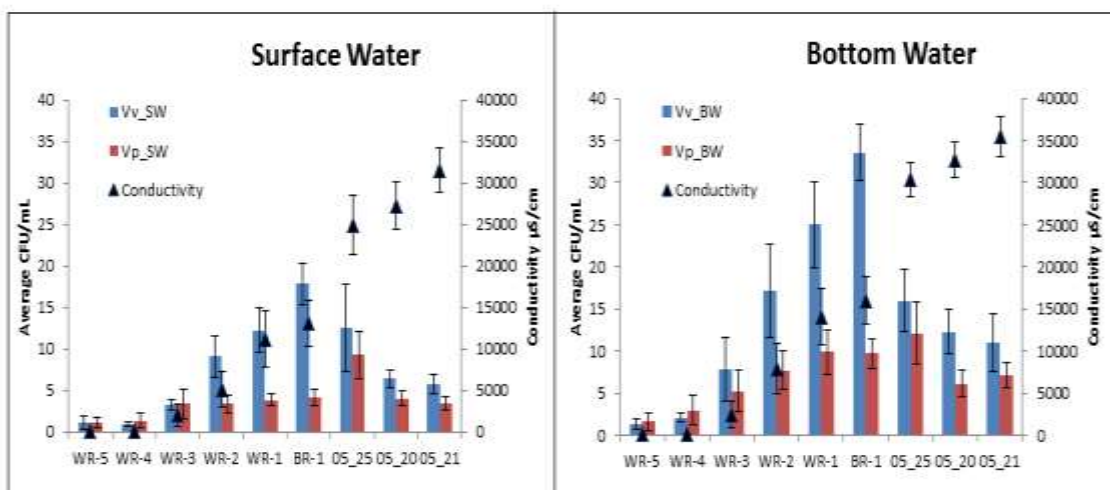 Surface Water
40
35
30
25
20
15
10
5
0
Average CFU/mL
Vv_SW
Vp_SW
Conductivity
40000
35000
30000
25000
20000
15000
10000
5000
0
Conductivity µS/cm
WR-5 WR-4 WR-3 WR-2 WR-1 BR-1 05_25 05_20 05_21
Bottom Water
40
35
30
25
20
15
10
5
0
Average CFU/mL
Vv_BW
Vp_BW
Conductivity
40000
35000
30000
25000
20000
15000
10000
5000
0
Conductivity µS/cm
WR-5 WR-4 WR-3 WR-2 WR-1 BR-1 05_25 05_20 05_21